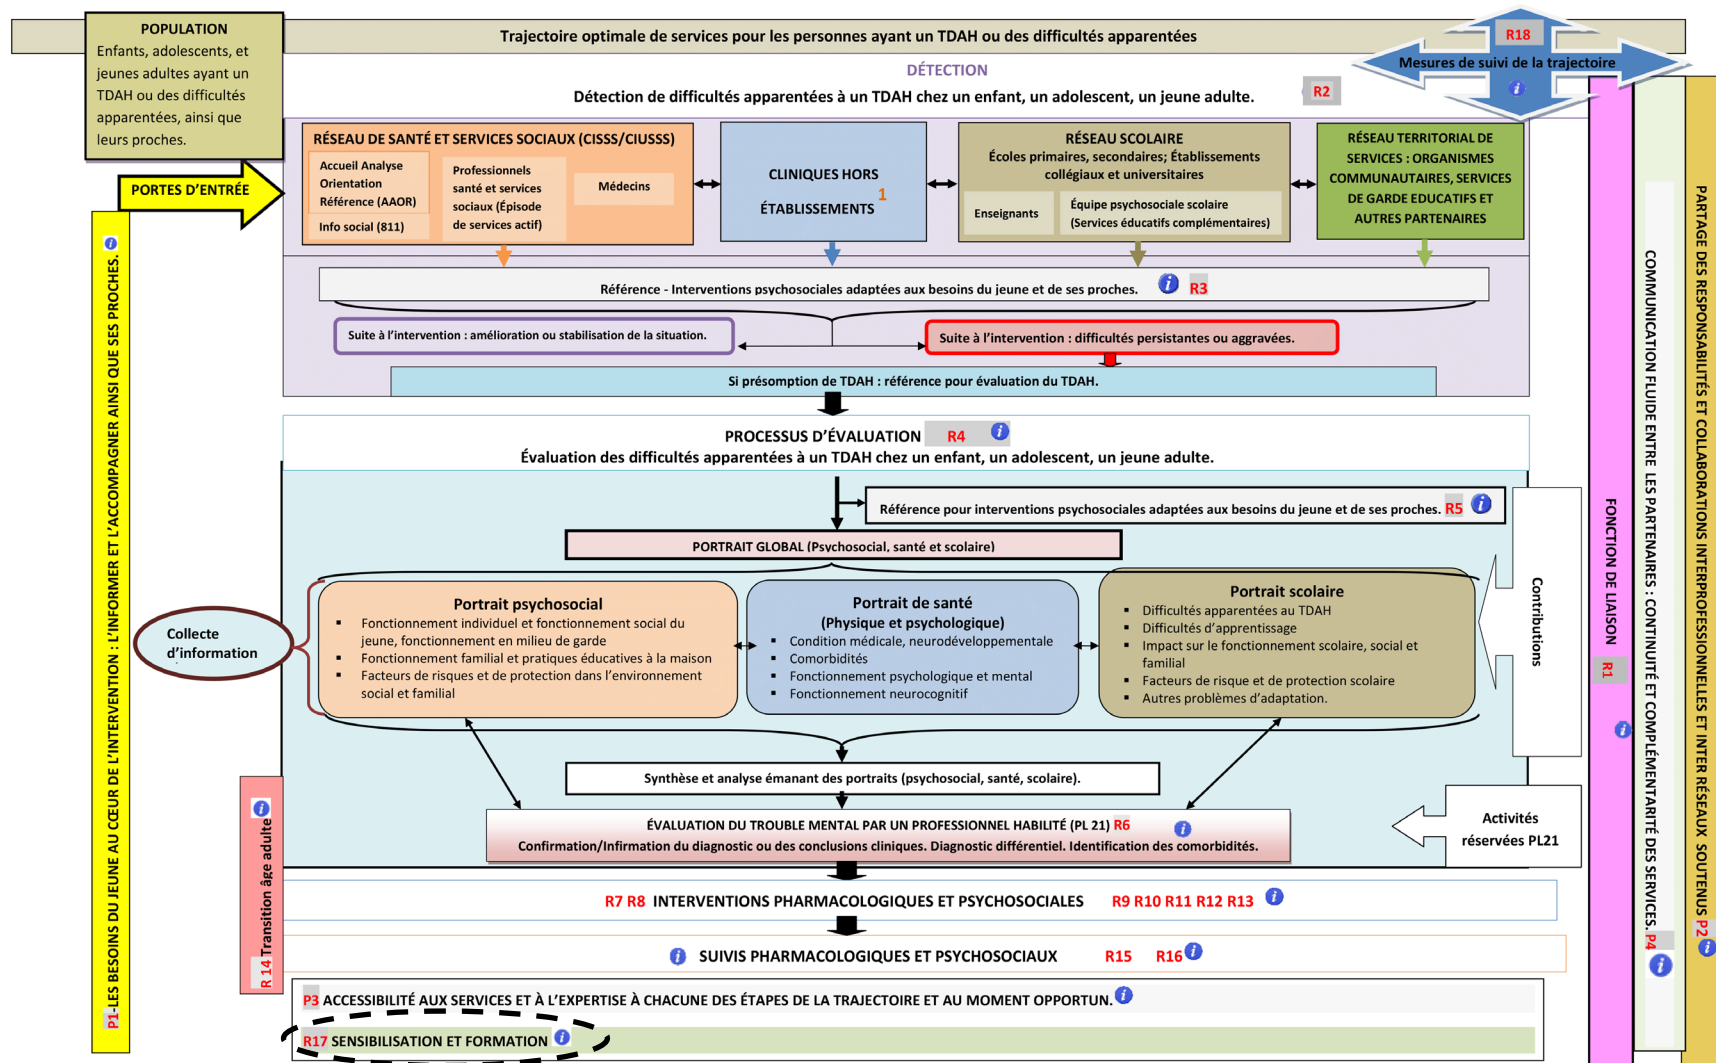 POPULATION
Enfants, adolescents, et
jeunes adultes ayant un
TDAH ou des difficultés
apparentées, ainsi que
leurs proches.
Trajectoire optimale de services pour les personnes ayant un TDAH ou des difficultés apparentées
R18
Mesures de suivi de la trajectoire
DÉTECTION
Détection de difficultés apparentées à un TDAH chez un enfant, un adolescent, un jeune adulte.
R2
PORTES D'ENTRÉE
RÉSEAU DE SANTÉ ET SERVICES SOCIAUX (CISSS/CIUSSS)
Accueil Analyse
Orientation
Référence (AAOR)
Info social (811)
Professionnels
santé et services
sociaux (Épisode
de services actif)
Médecins
CLINIQUES HORS
ÉTABLISSEMENTS 1
RÉSEAU SCOLAIRE
Écoles primaires, secondaires; Établissements
collégiaux et universitaires
Enseignants
Équipe psychosociale scolaire
(Services éducatifs complémentaires)
RÉSEAU TERRITORIAL DE
SERVICES : ORGANISMES
COMMUNAUTAIRES, SERVICES
DE GARDE EDUCATIFS ET
AUTRES PARTENAIRES
Référence - Interventions psychosociales adaptées aux besoins du jeune et de ses proches. R3
Suite à l'intervention : amélioration ou stabilisation de la situation.
Suite à l'intervention : difficultés persistantes ou aggravées.
Si présomption de TDAH : référence pour évaluation du TDAH.
PROCESSUS D'ÉVALUATION R4
Évaluation des difficultés apparentées à un TDAH chez un enfant, un adolescent, un jeune adulte.
Référence pour interventions psychosociales adaptées aux besoins du jeune et de ses proches. R5
PORTRAIT GLOBAL (Psychosocial, santé et scolaire)
Collecte
d'information
Portrait psychosocial
▪ Fonctionnement individuel et fonctionnement social du
jeune, fonctionnement en milieu de garde
▪ Fonctionnement familial et pratiques éducatives à la maison
▪ Facteurs de risques et de protection dans l'environnement
social et familial
Portrait de santé
(Physique et psychologique)
▪ Condition médicale, neurodéveloppementale
▪ Comorbidités
▪ Fonctionnement psychologique et mental
▪ Fonctionnement neurocognitif
Portrait scolaire
▪ Difficultés apparentées au TDAH
▪ Difficultés d'apprentissage
▪ Impact sur le fonctionnement scolaire, social et
familial
▪ Facteurs de risque et de protection scolaire
▪ Autres problèmes d'adaptation.
Contributions
Synthèse et analyse émanant des portraits (psychosocial, santé, scolaire).
ÉVALUATION DU TROUBLE MENTAL PAR UN PROFESSIONNEL HABILITÉ (PL 21) R6
Confirmation/Infirmation du diagnostic ou des conclusions cliniques. Diagnostic différentiel. Identification des comorbidités.
Activités
réservées PL21
R7 R8 INTERVENTIONS PHARMACOLOGIQUES ET PSYCHOSOCIALES R9 R10 R11 R12 R13
SUIVIS PHARMACOLOGIQUES ET PSYCHOSOCIAUX R15 R16
P3 ACCESSIBILITÉ AUX SERVICES ET À L'EXPERTISE À CHACUNE DES ÉTAPES DE LA TRAJECTOIRE ET AU MOMENT OPPORTUN.
R17 SENSIBILISATION ET FORMATION
P1-LES BESOINS DU JEUNE AU CŒUR DE L'INTERVENTION : L'INFORMER ET L'ACCOMPAGNER AINSI QUE SES PROCHES.
R 14 Transition âge adulte
FONCTION DE LIAISON R1
COMMUNICATION FLUIDE ENTRE LES PARTENAIRES : CONTINUITÉ ET COMPLÉMENTARITÉ DES SERVICES. P4
PARTAGE DES RESPONSABILITÉS ET COLLABORATIONS INTERPROFESSIONNELLES ET INTER RÉSEAUX SOUTENUS P2